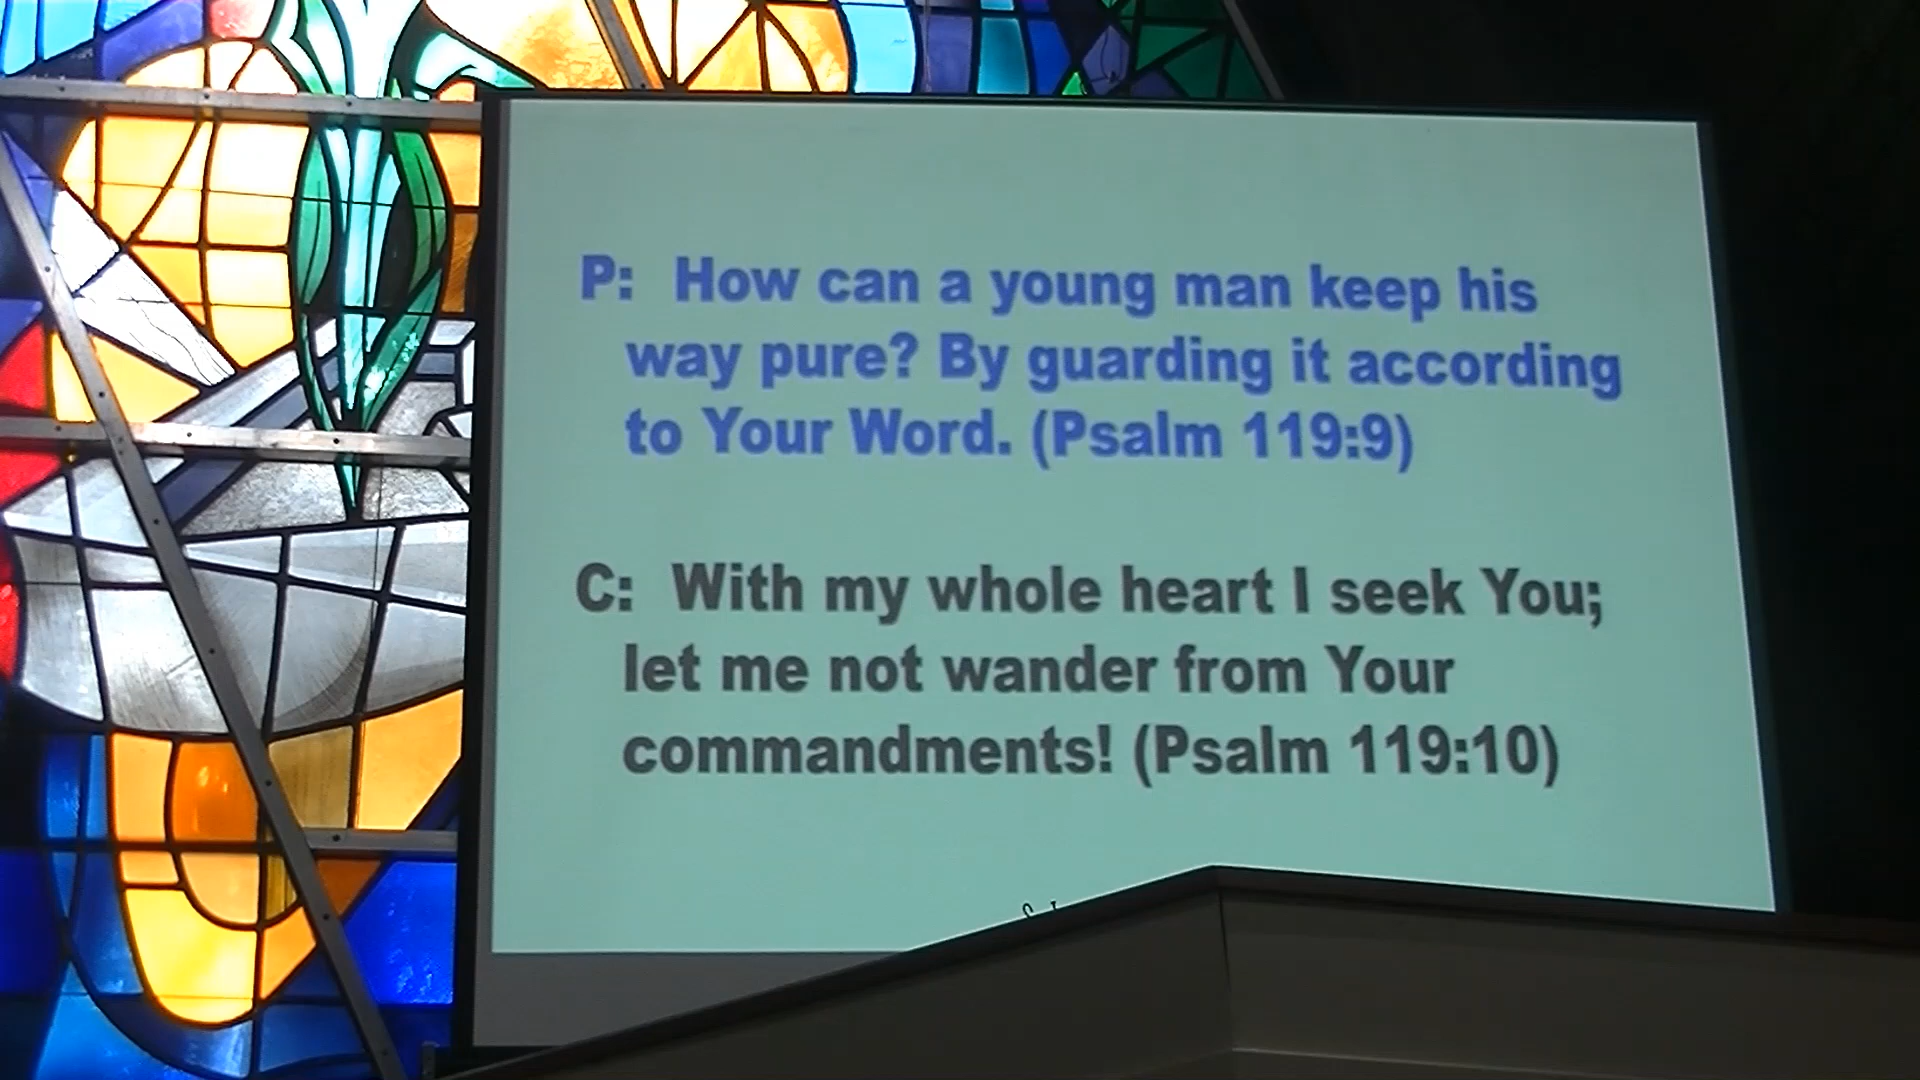 P: How can a young man keep his
way pure? By guarding it according
to Your Word. (Psalm 119:9)
C: With my whole heart I seek You;
let me not wander from Your
commandments! (Psalm 119:10)